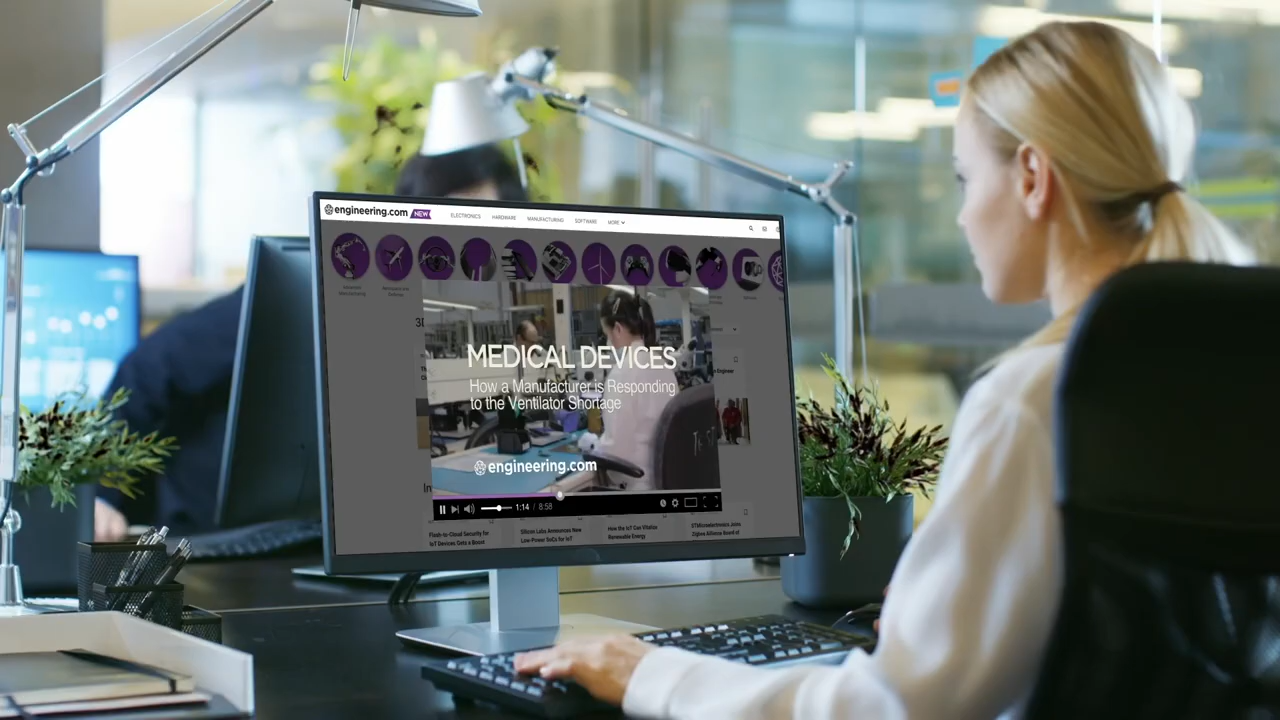 engineering.com NEW
ELECTRONICS HARDWARE MANUFACTURING SOFTWARE MORE
MEDICAL DEVICES
How a Manufacturer is Responding
to the Ventilator Shortage
engineering.com
1:14 / 8:58
Flash-to-Cloud Security for
IoT Devices Gets a Boost
Silicon Labs Announces New
Low-Power SoCs for IoT
How the IoT Can Vitalize
Renewable Energy
STMicroelectronics Joins
Zigbee Alliance Board of